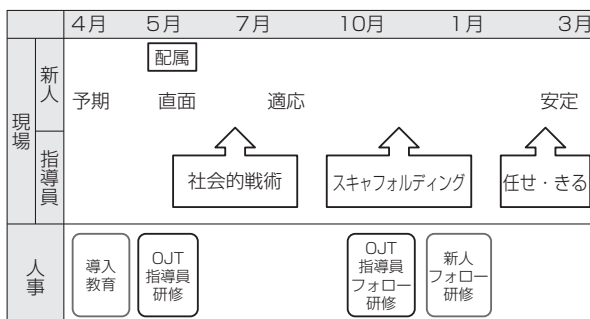 4月 5月 7月 10月 1月 3月
現場
新人
配属
予期 直面 適応 安定
指導員
社会的戦術 スキャフォルディング 任せ・きる
人事
導入
教育
OJT
指導員
研修
OJT
指導員
フォロー
研修
新人
フォロー
研修